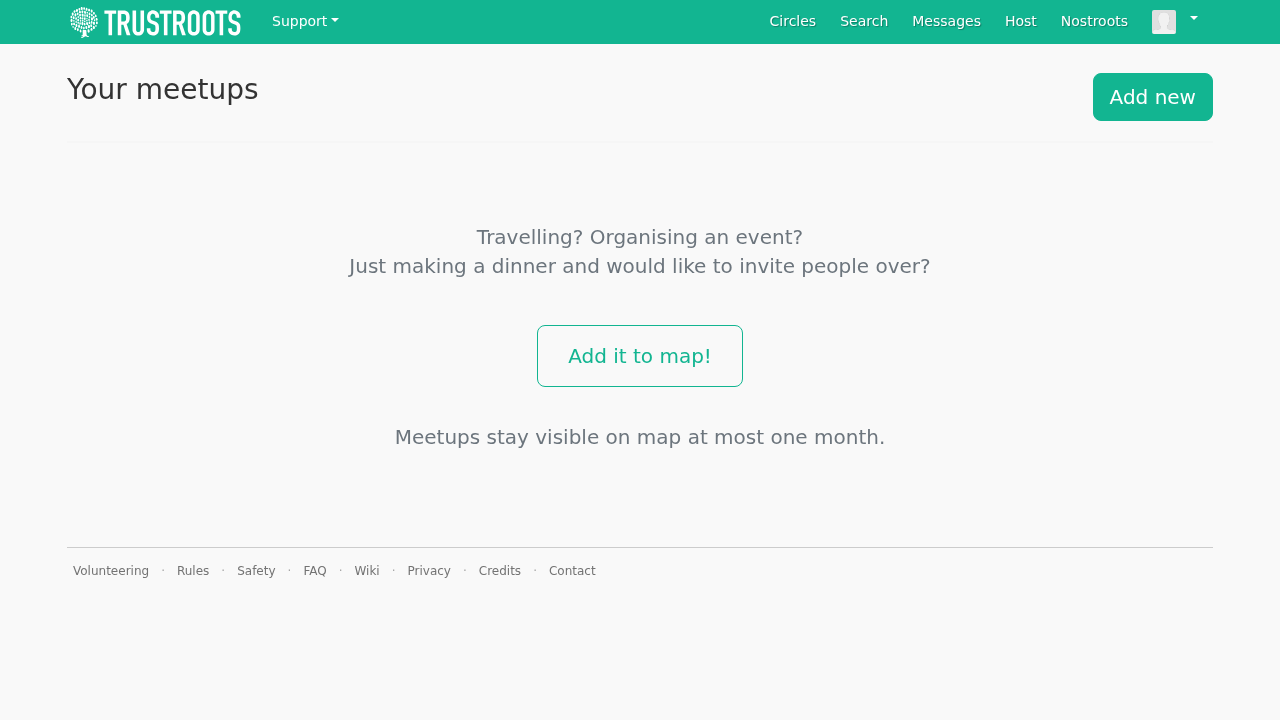 TRUSTROOTS
Support
Circles
Search
Messages
Host
Nostroots
Your meetups
Add new
Travelling? Organising an event?
Just making a dinner and would like to invite people over?
Add it to map!
Meetups stay visible on map at most one month.
Volunteering · Rules · Safety · FAQ · Wiki · Privacy · Credits · Contact